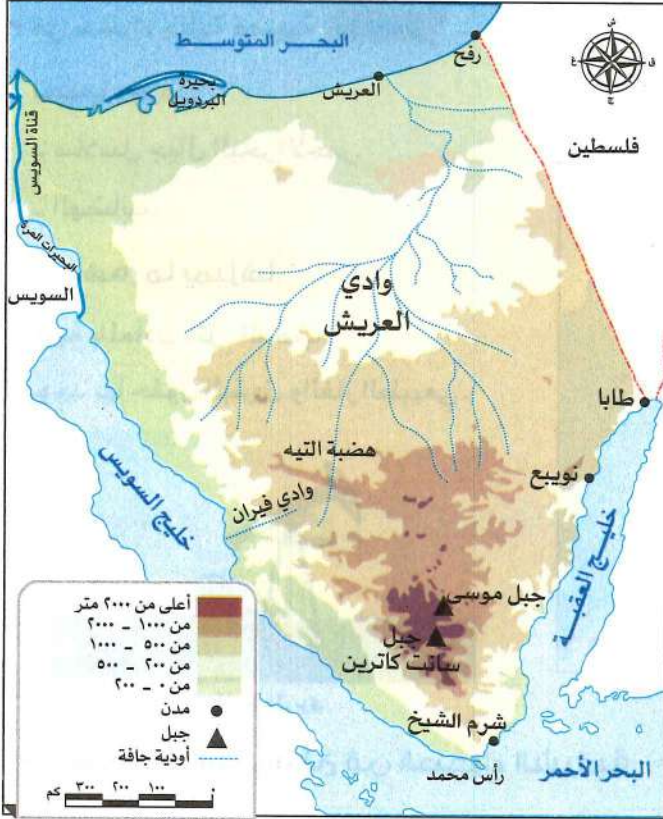 البحر المتوسط
رفح
العريش
بحيرة
البردويل
ش
ق
ج
غ
فلسطين
قناة السويس
البحيرات المرة
السويس
وادي
العريش
طابا
هضبة التيه
نويبع
وادي فيران
خليج السويس
خليج العقبة
جبل موسى
جبل
سانت كاترين
شرم الشيخ
رأس محمد
البحر الأحمر
أعلى من ٢٠٠٠ متر
من ١٠٠٠ - ٢٠٠٠
من ٥٠٠ - ١٠٠٠
من ٢٠٠ - ٥٠٠
من ٠ - ٢٠٠
مدن
جبل
أودية جافة
٣٠٠ ٢٠٠ ١٠٠ ٠ كم